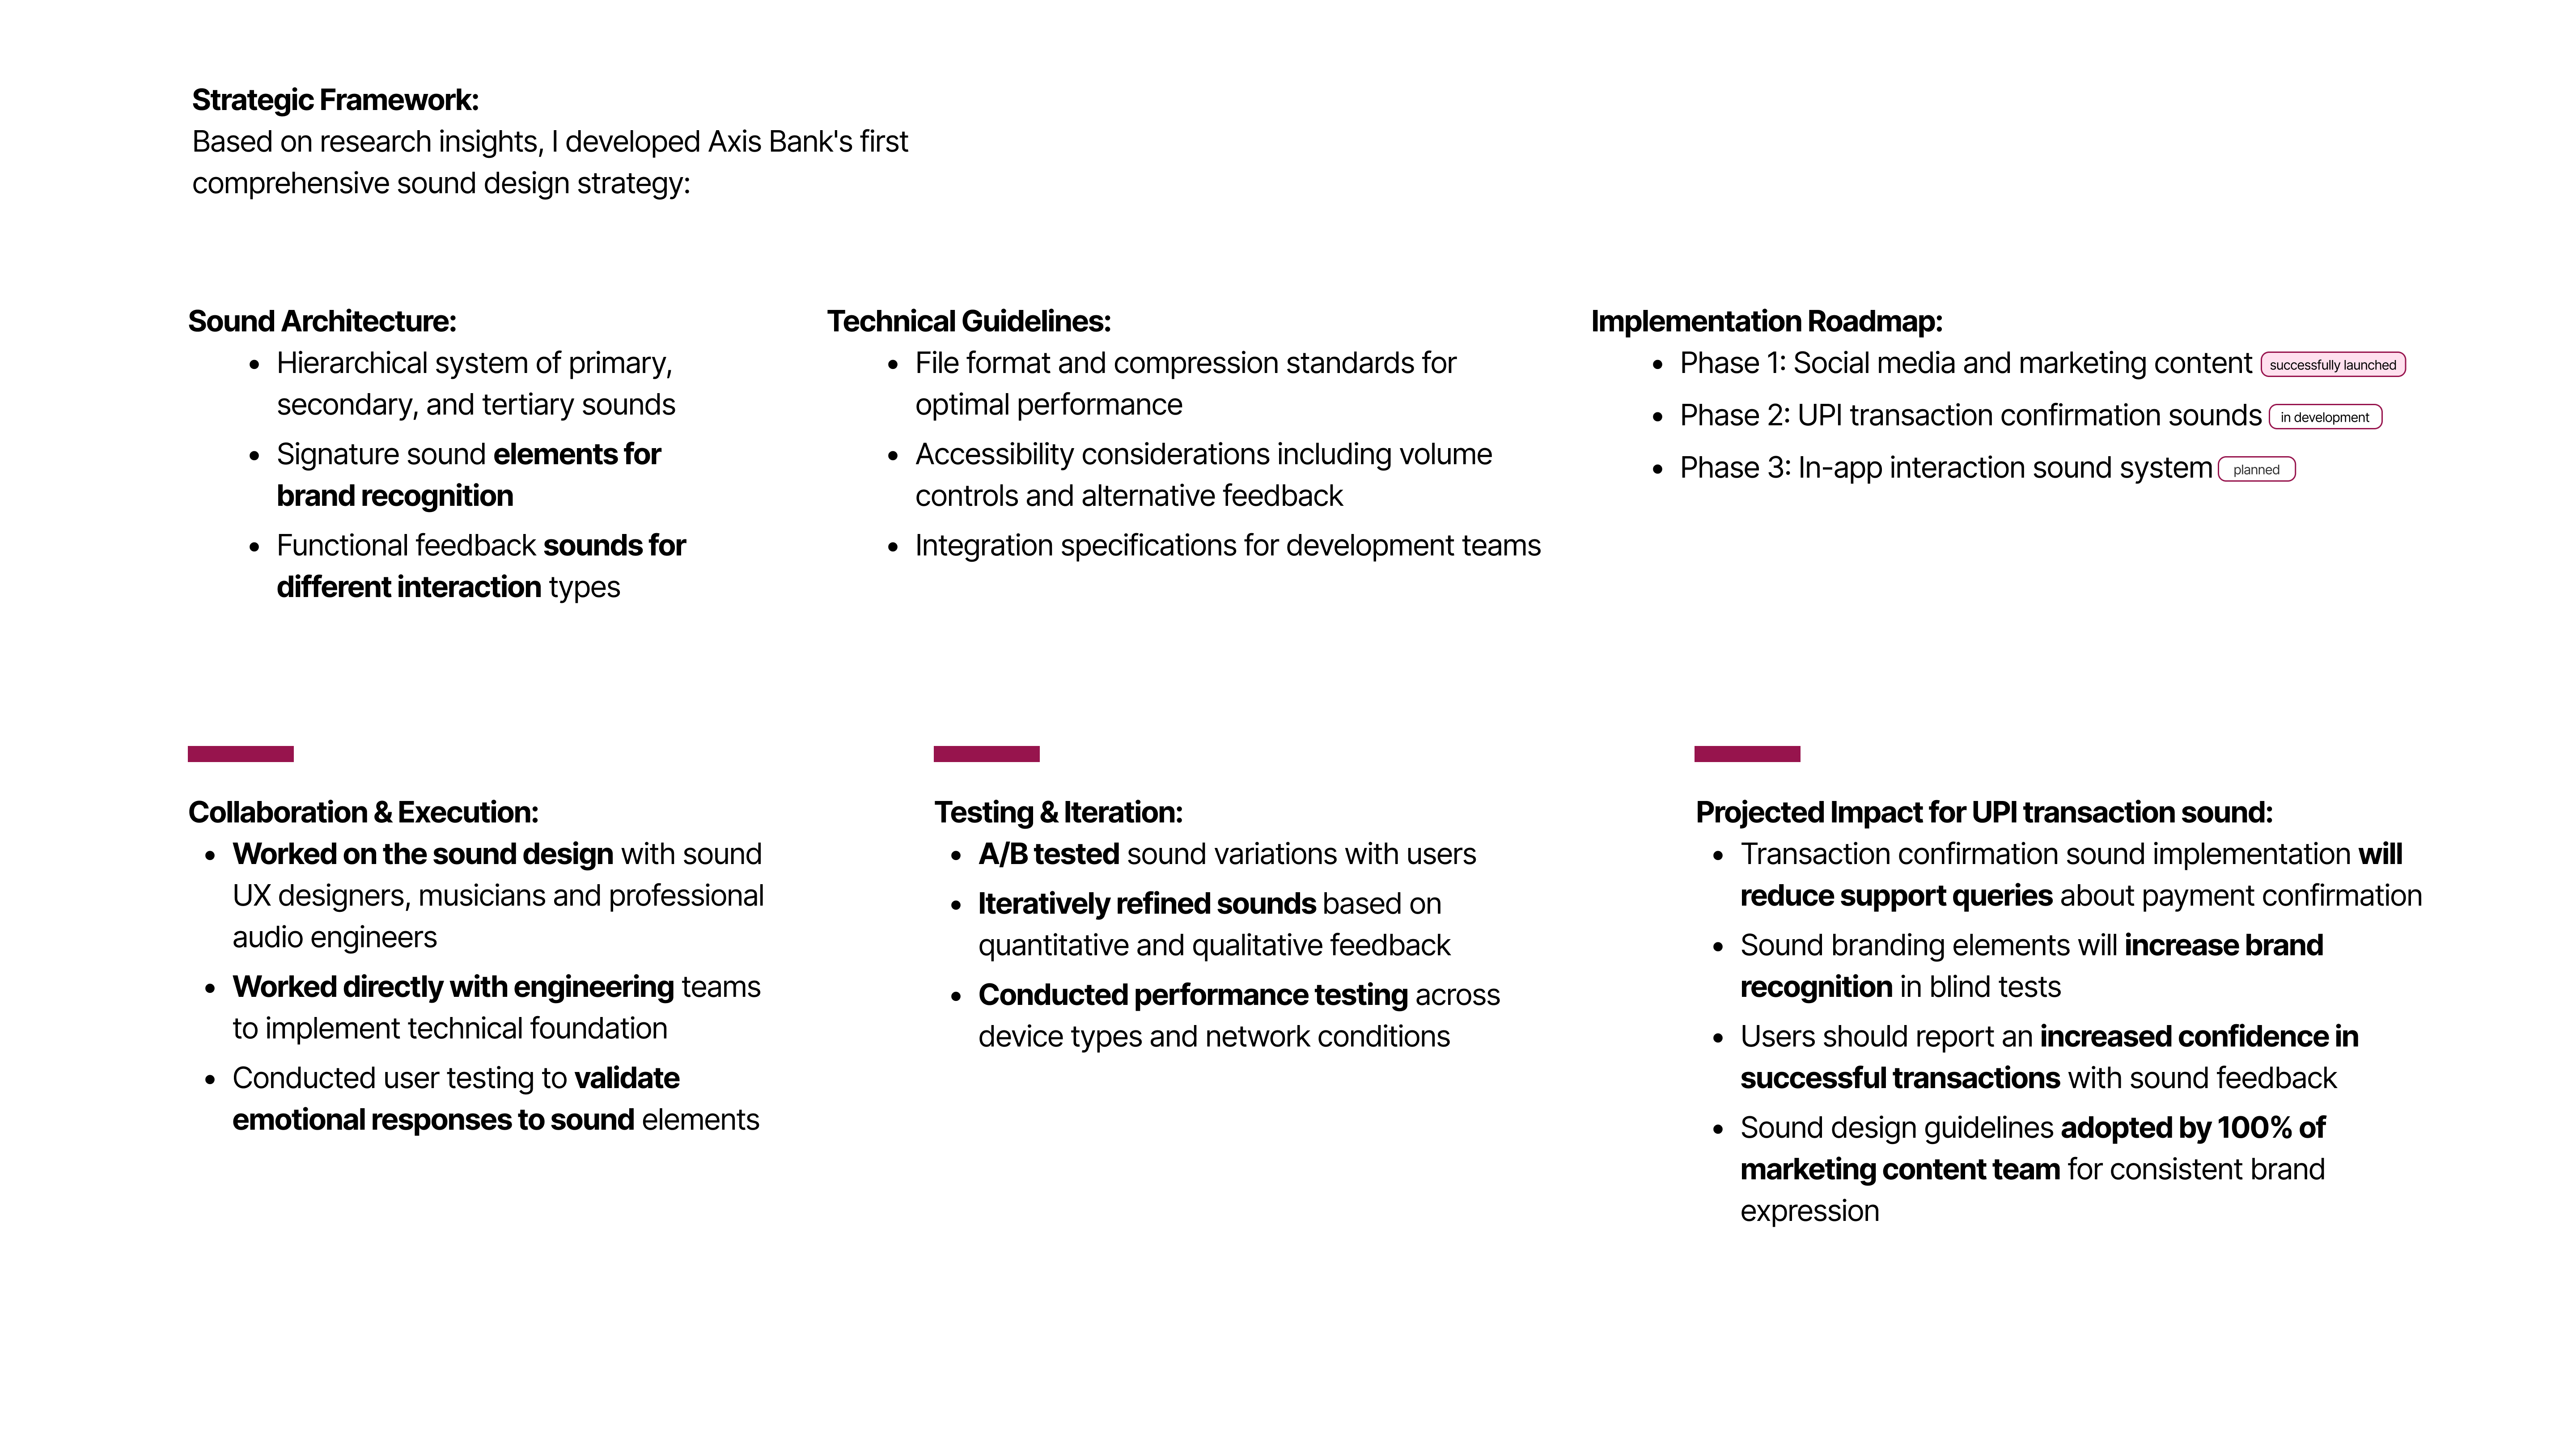 Strategic Framework:
Based on research insights, I developed Axis Bank's first
comprehensive sound design strategy:
Sound Architecture:
• Hierarchical system of primary,
secondary, and tertiary sounds
• Signature sound elements for
brand recognition
• Functional feedback sounds for
different interaction types
Technical Guidelines:
• File format and compression standards for
optimal performance
• Accessibility considerations including volume
controls and alternative feedback
• Integration specifications for development teams
Implementation Roadmap:
• Phase 1: Social media and marketing content successfully launched
• Phase 2: UPI transaction confirmation sounds in development
• Phase 3: In-app interaction sound system planned
Collaboration & Execution:
• Worked on the sound design with sound
UX designers, musicians and professional
audio engineers
• Worked directly with engineering teams
to implement technical foundation
• Conducted user testing to validate
emotional responses to sound elements
Testing & Iteration:
• A/B tested sound variations with users
• Iteratively refined sounds based on
quantitative and qualitative feedback
• Conducted performance testing across
device types and network conditions
Projected Impact for UPI transaction sound:
• Transaction confirmation sound implementation will
reduce support queries about payment confirmation
• Sound branding elements will increase brand
recognition in blind tests
• Users should report an increased confidence in
successful transactions with sound feedback
• Sound design guidelines adopted by 100% of
marketing content team for consistent brand
expression